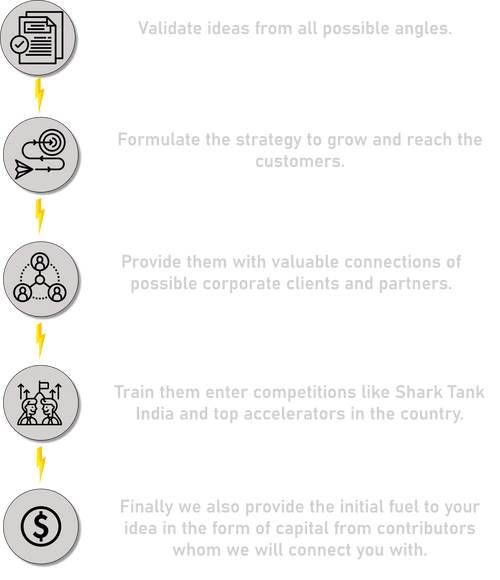 Validate ideas from all possible angles.
Formulate the strategy to grow and reach the
customers.
Provide them with valuable connections of
possible corporate clients and partners.
Train them enter competitions like Shark Tank
India and top accelerators in the country.
$
Finally we also provide the initial fuel to your
idea in the form of capital from contributors
whom we will connect you with.